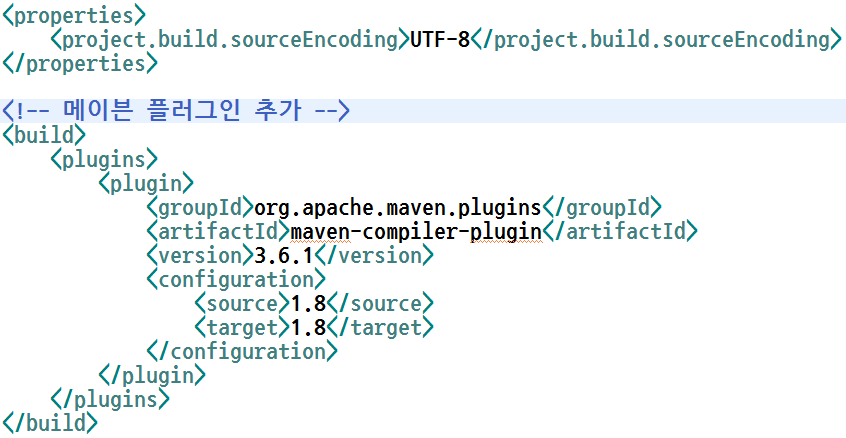 <properties>
    <project.build.sourceEncoding>UTF-8</project.build.sourceEncoding>
</properties>

<!-- 메이븐 플러그인 추가 -->
<build>
    <plugins>
        <plugin>
            <groupId>org.apache.maven.plugins</groupId>
            <artifactId>maven-compiler-plugin</artifactId>
            <version>3.6.1</version>
            <configuration>
                <source>1.8</source>
                <target>1.8</target>
            </configuration>
        </plugin>
    </plugins>
</build>